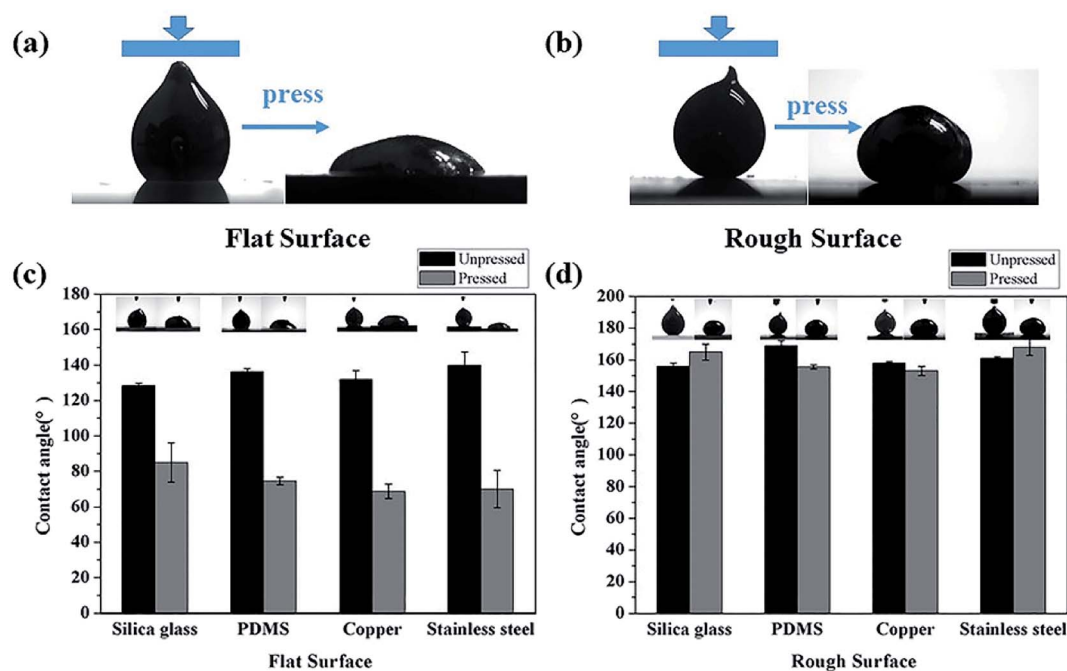 (a)
press
(b)
press
Flat Surface
Rough Surface
(c)
Unpressed
Pressed
180
160
140
120
100
80
60
40
20
0
Contact angle(° )
Silica glass PDMS Copper Stainless steel
Flat Surface
(d)
Unpressed
Pressed
200
180
160
140
120
100
80
60
40
20
0
Contact angle(° )
Silica glass PDMS Copper Stainless steel
Rough Surface